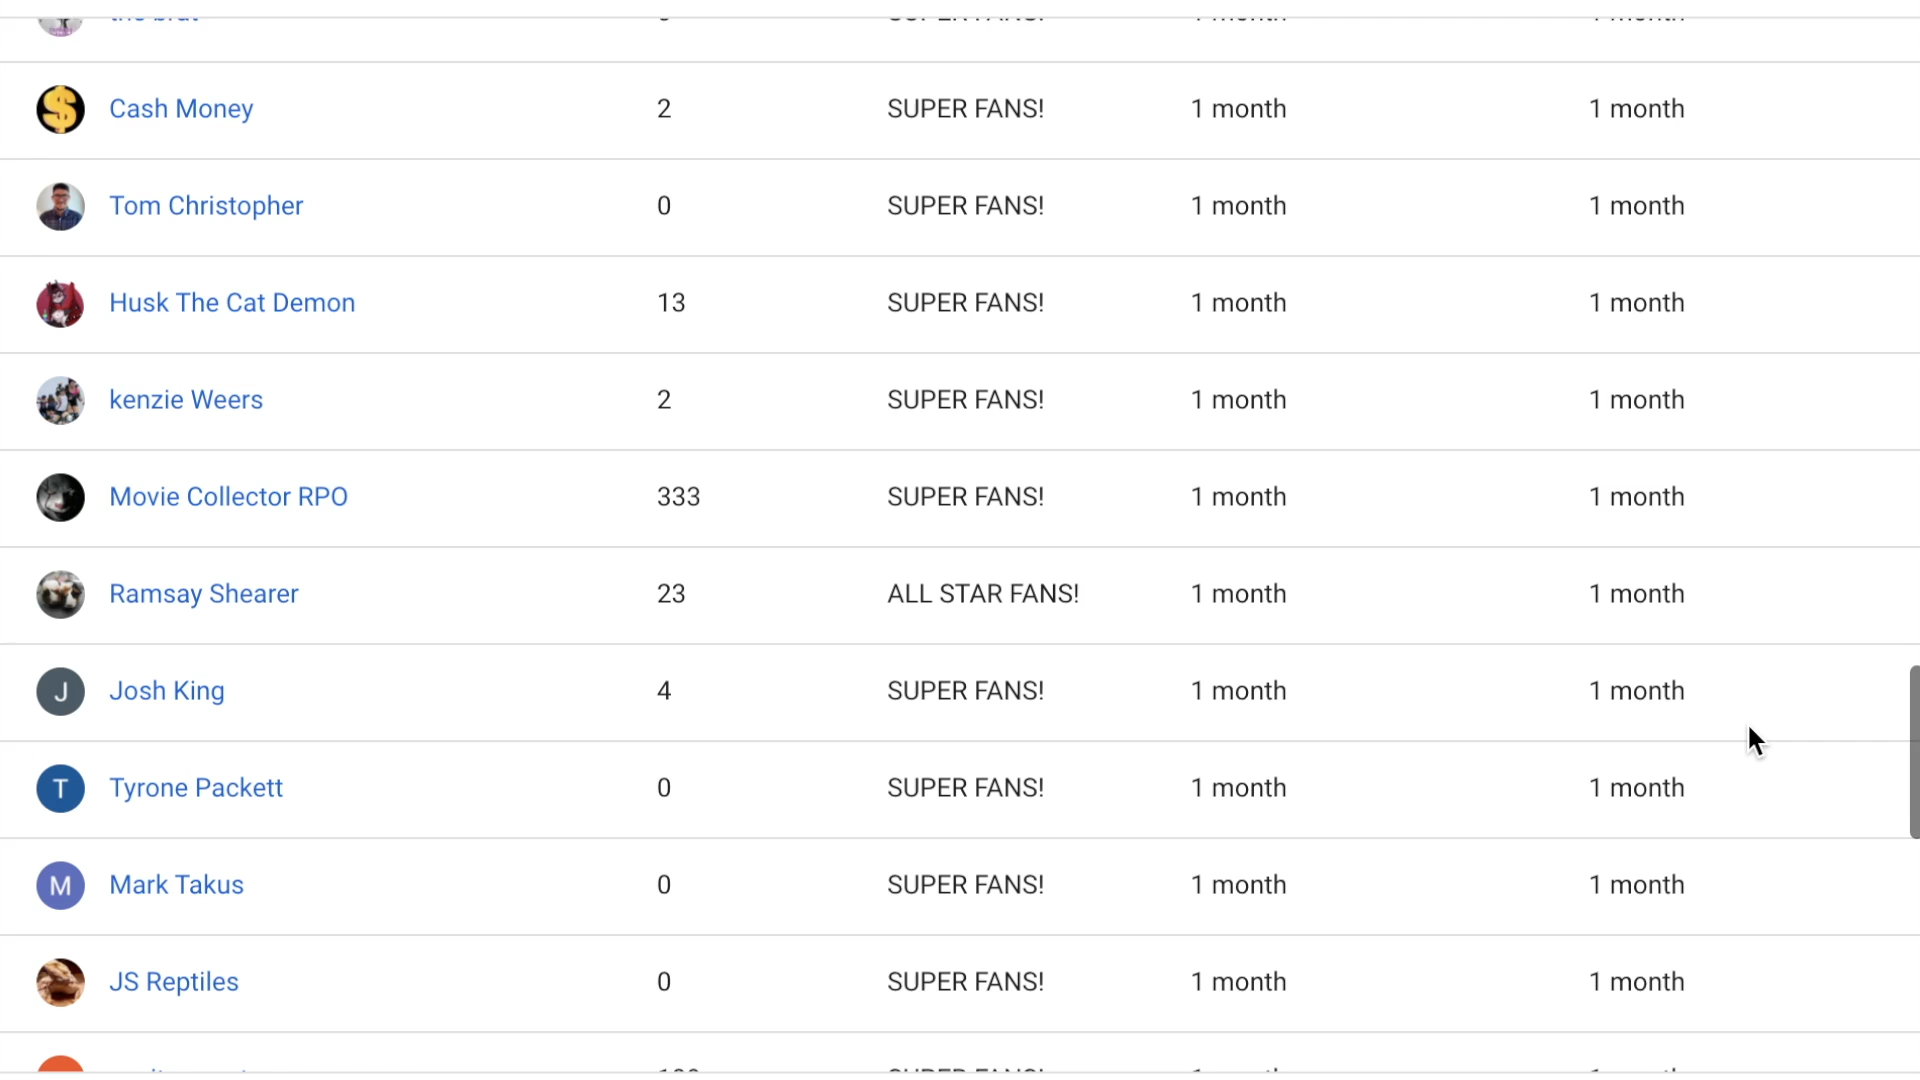 Cash Money 2 SUPER FANS! 1 month 1 month
Tom Christopher 0 SUPER FANS! 1 month 1 month
Husk The Cat Demon 13 SUPER FANS! 1 month 1 month
kenzie Weers 2 SUPER FANS! 1 month 1 month
Movie Collector RPO 333 SUPER FANS! 1 month 1 month
Ramsay Shearer 23 ALL STAR FANS! 1 month 1 month
J Josh King 4 SUPER FANS! 1 month 1 month
T Tyrone Packett 0 SUPER FANS! 1 month 1 month
M Mark Takus 0 SUPER FANS! 1 month 1 month
JS Reptiles 0 SUPER FANS! 1 month 1 month